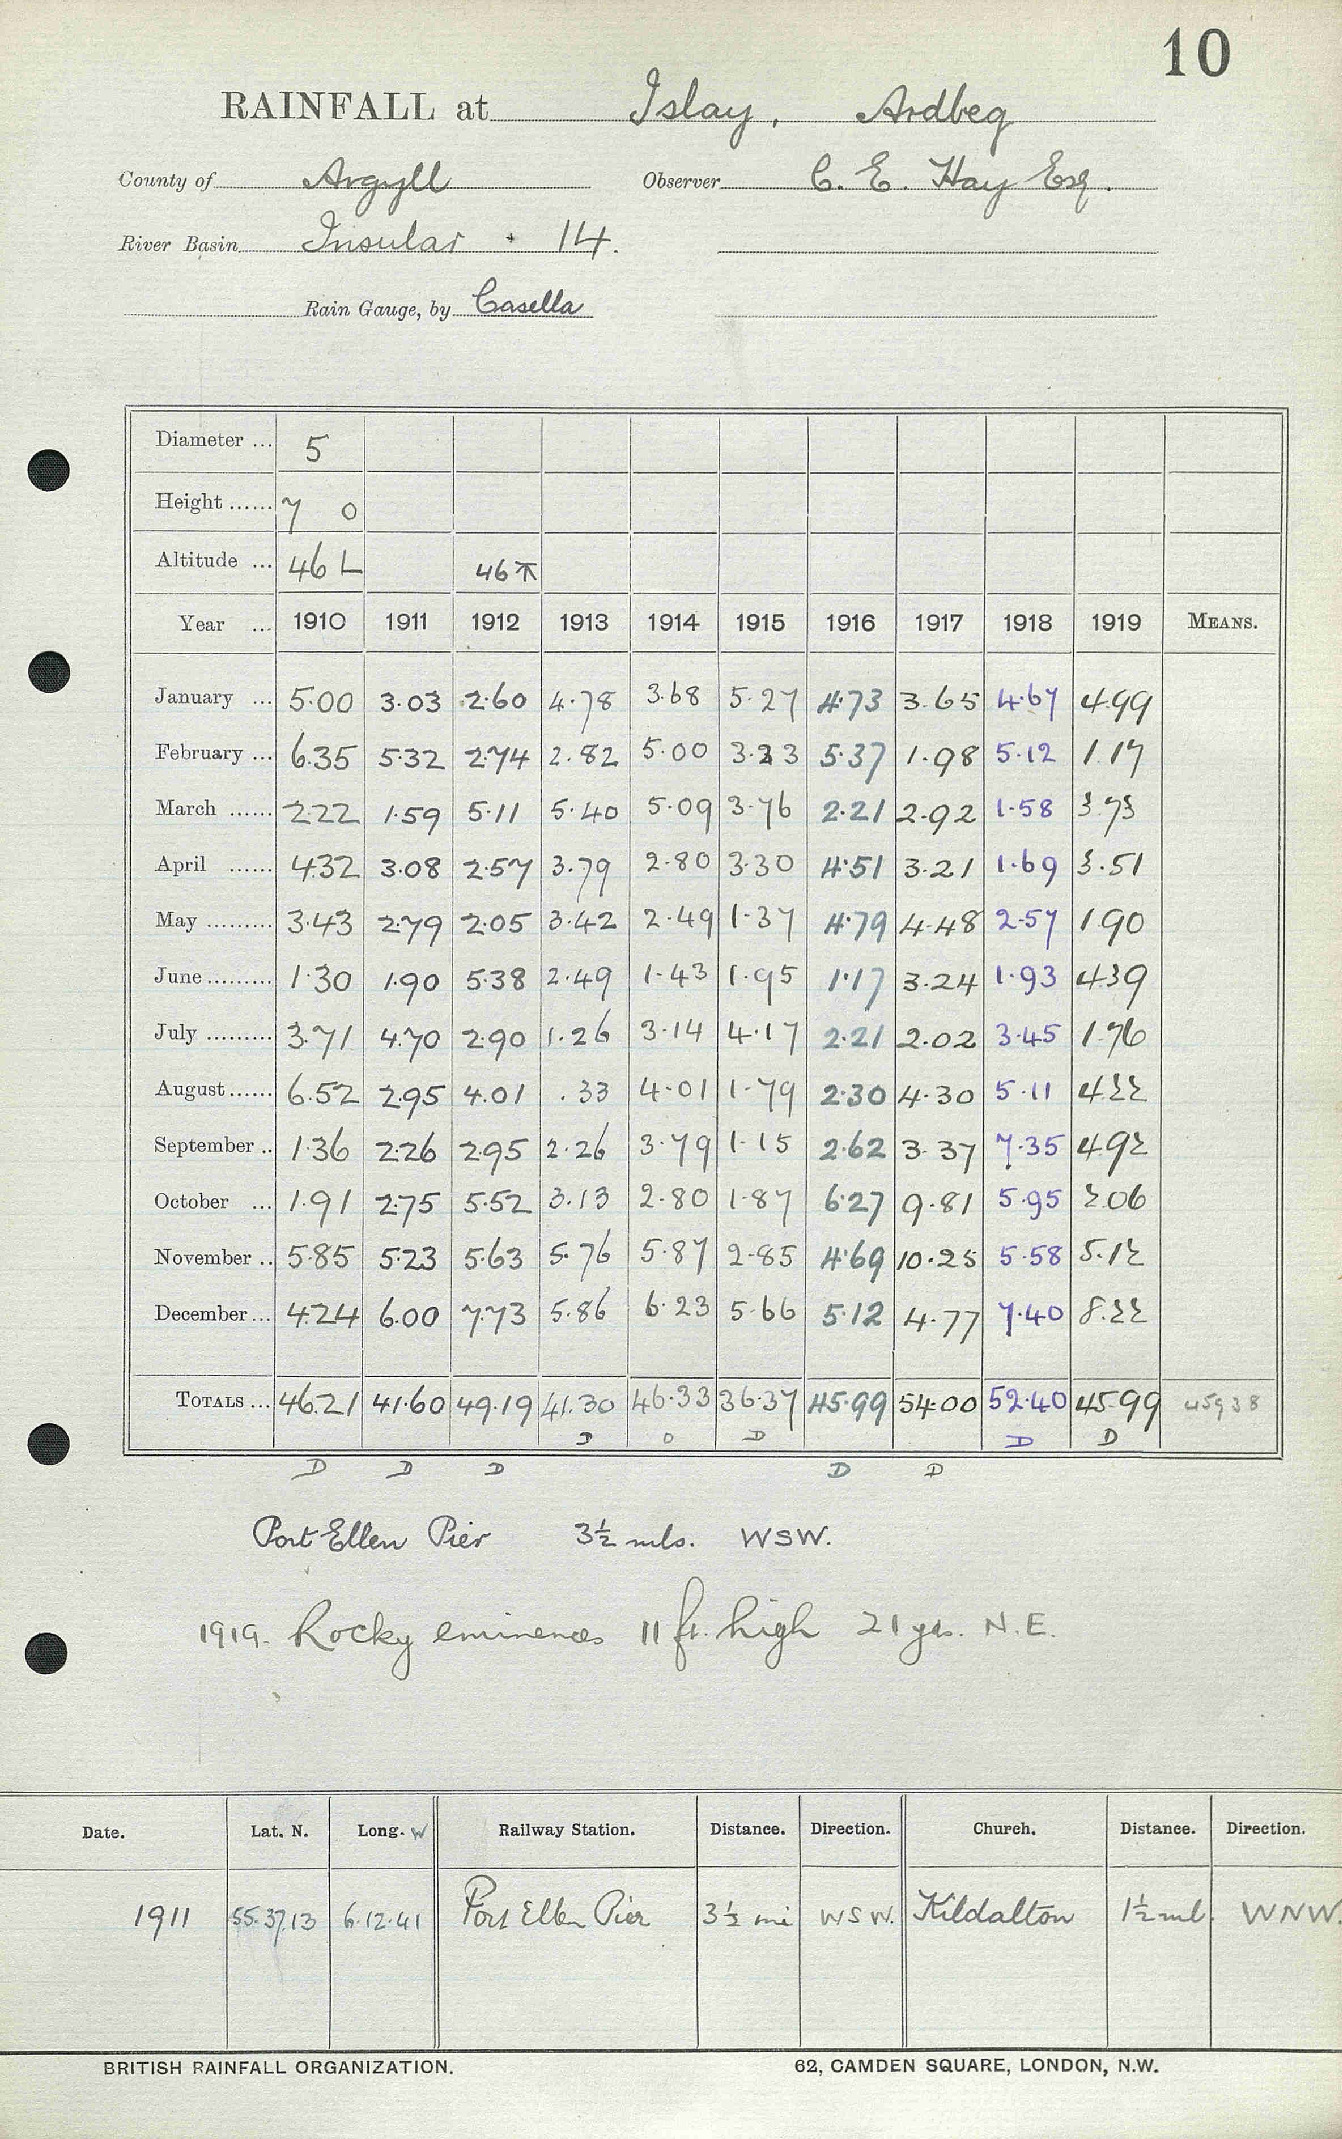 10
RAINFALL at Islay, Ardbeg
County of Argyll Observer C. E. Hay Esq.
River Basin Insular · 14.
Rain Gauge, by Casella
Diameter ... 5
Height ...... 7 0
Altitude ... 46 L 46 ⊼
Year ... 1910 1911 1912 1913 1914 1915 1916 1917 1918 1919 MEANS.
January ... 5.00 3.03 2.60 4.78 3.68 5.27 4.73 3.65 4.67 4.99
February ... 6.35 5.32 2.74 2.82 5.00 3.23 5.37 1.98 5.12 1.17
March ...... 2.22 1.59 5.11 5.40 5.09 3.76 2.21 2.92 1.58 3.73
April ...... 4.32 3.08 2.57 3.79 2.80 3.30 4.51 3.21 1.69 3.51
May ......... 3.43 2.79 2.05 3.42 2.49 1.37 4.79 4.48 2.57 1.90
June ......... 1.30 1.90 5.38 2.49 1.43 1.95 1.17 3.24 1.93 4.39
July ......... 3.71 4.70 2.90 1.26 3.14 4.17 2.21 2.02 3.45 1.76
August ...... 6.52 2.95 4.01 .33 4.01 1.79 2.30 4.30 5.11 4.22
September .. 1.36 2.26 2.95 2.26 3.79 1.15 2.62 3.37 7.35 4.92
October ... 1.91 2.75 5.52 3.13 2.80 1.87 6.27 9.81 5.95 2.06
November .. 5.85 5.23 5.63 5.76 5.87 2.85 4.69 10.25 5.58 5.12
December ... 4.24 6.00 7.73 5.86 6.23 5.66 5.12 4.77 7.40 8.22
TOTALS ... 46.21 41.60 49.19 41.30 46.33 36.37 45.99 54.00 52.40 45.99 45938
D D D D D
D D D D D
Port Ellen Pier 3½ mls. WSW.
1919. Rocky eminences 11 ft. high 21 yds. N.E.
Date. Lat. N. Long. W Railway Station. Distance. Direction. Church. Distance. Direction.
1911 55.37.13 6.12.41 Port Ellen Pier 3½ mi WSW. Kildalton 1½ ml. WNW.
BRITISH RAINFALL ORGANIZATION. 62, CAMDEN SQUARE, LONDON, N.W.